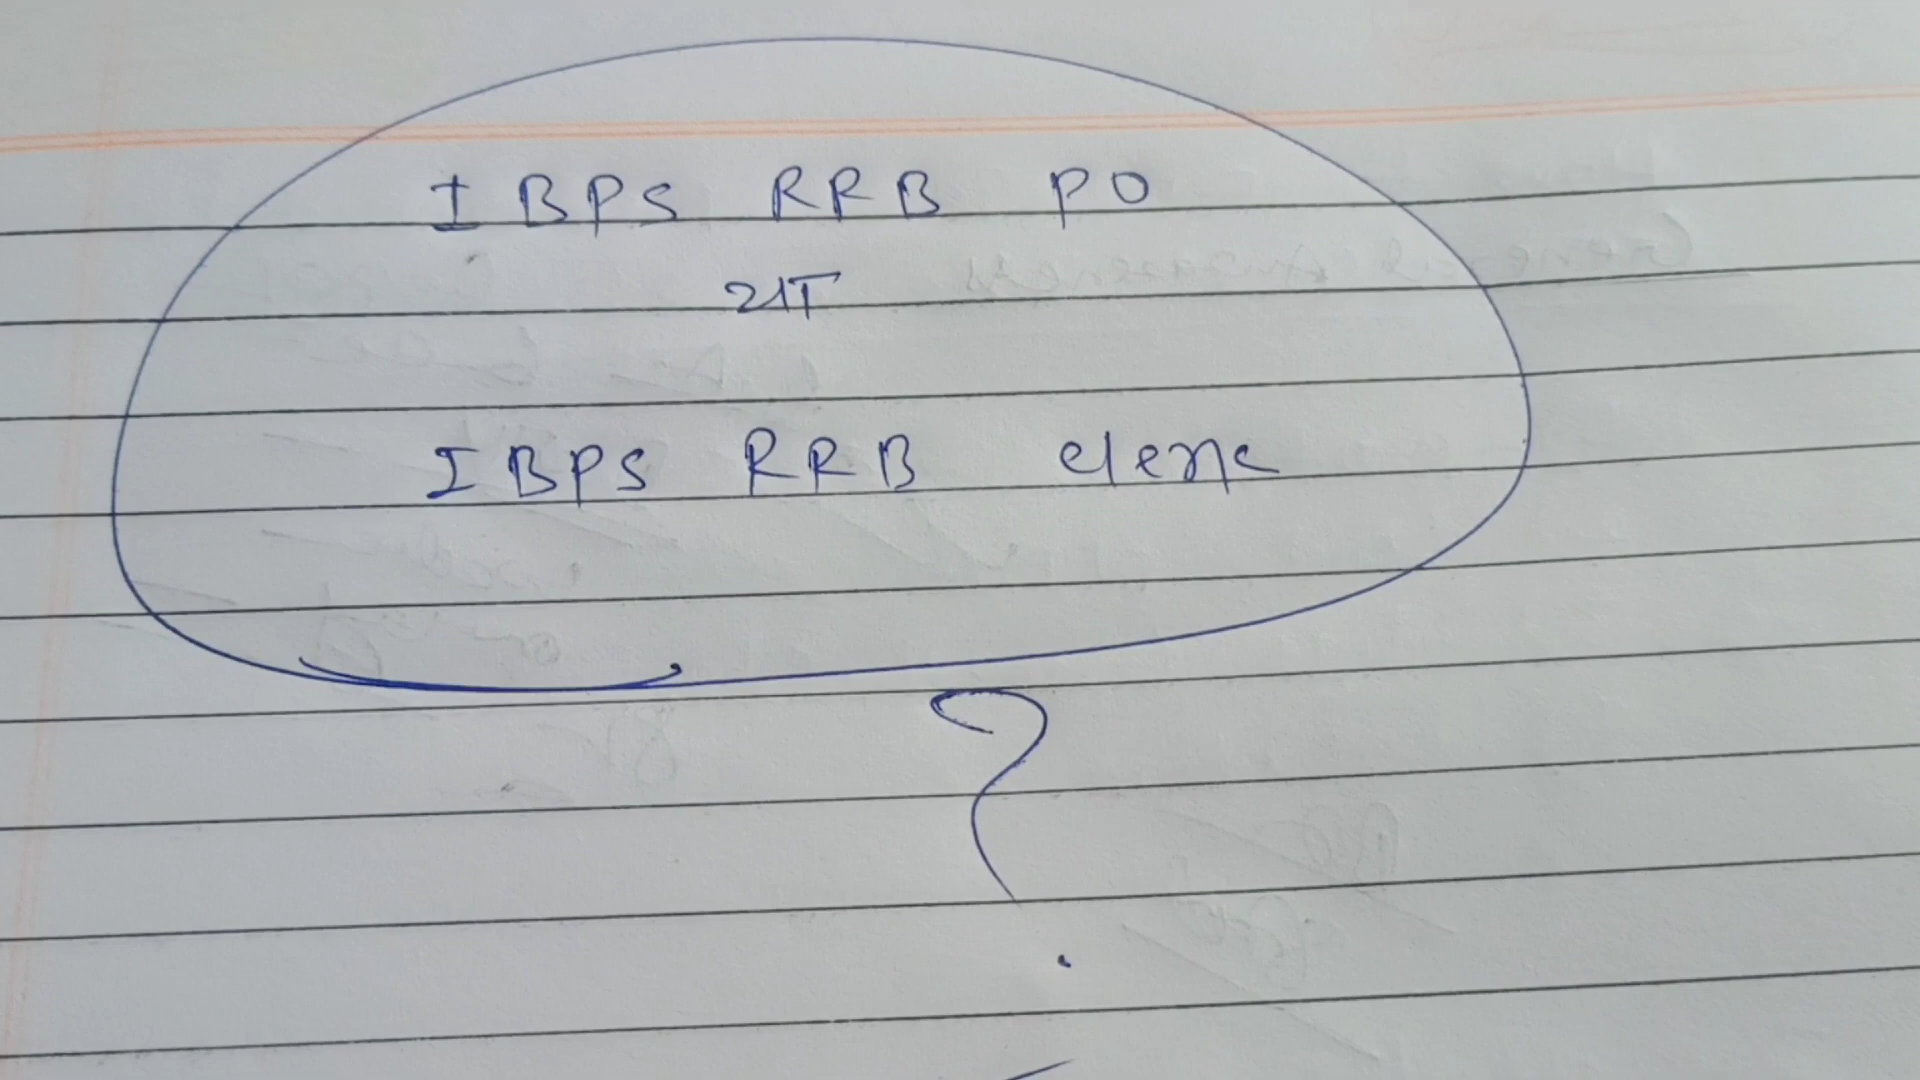 IBPS RRB PO
या
IBPS RRB clerk
?